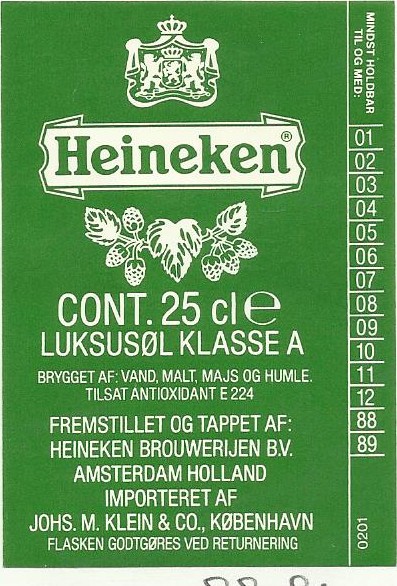 Heineken®
CONT. 25 cl ℮
LUKSUSØL KLASSE A
BRYGGET AF: VAND, MALT, MAJS OG HUMLE.
TILSAT ANTIOXIDANT E 224
FREMSTILLET OG TAPPET AF:
HEINEKEN BROUWERIJEN B.V.
AMSTERDAM HOLLAND
IMPORTERET AF
JOHS. M. KLEIN & CO., KØBENHAVN
FLASKEN GODTGØRES VED RETURNERING
MINDST HOLDBAR
TIL OG MED:
01
02
03
04
05
06
07
08
09
10
11
12
88
89
0201